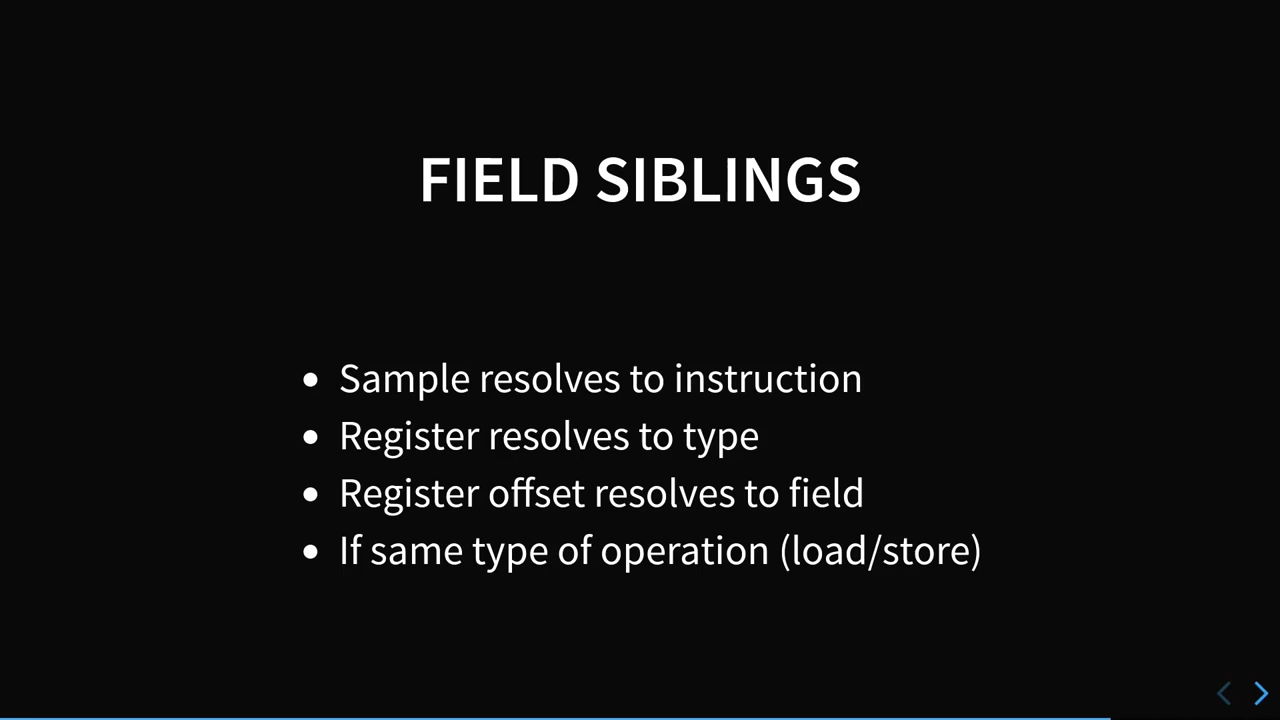 FIELD SIBLINGS
• Sample resolves to instruction
• Register resolves to type
• Register offset resolves to field
• If same type of operation (load/store)